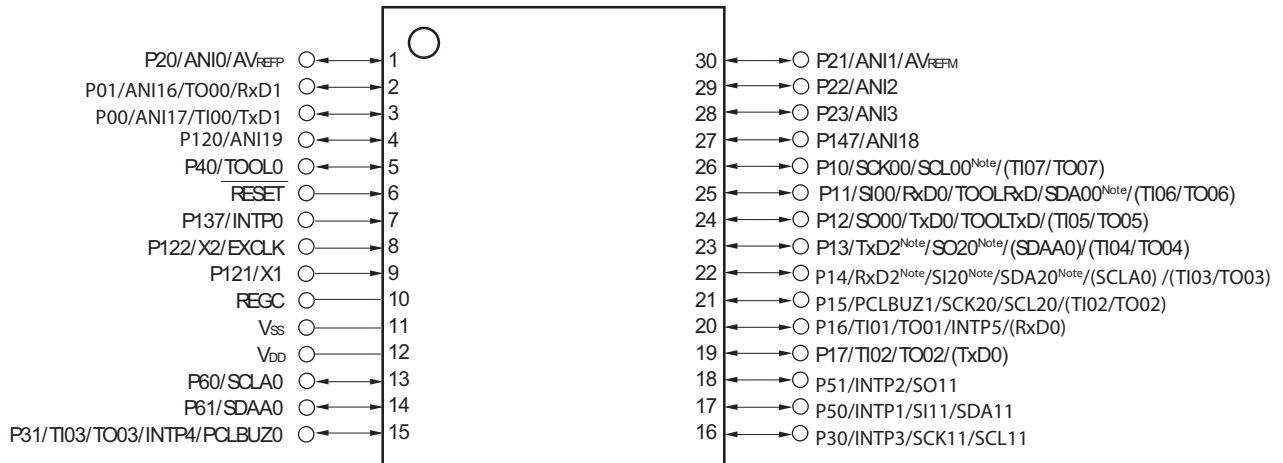 P20/ANI0/AVREFP 1
P01/ANI16/TO00/RxD1 2
P00/ANI17/TI00/TxD1 3
P120/ANI19 4
P40/TOOL0 5
RESET 6
P137/INTP0 7
P122/X2/EXCLK 8
P121/X1 9
REGC 10
VSS 11
VDD 12
P60/SCLA0 13
P61/SDAA0 14
P31/TI03/TO03/INTP4/PCLBUZ0 15
30 P21/ANI1/AVREFM
29 P22/ANI2
28 P23/ANI3
27 P147/ANI18
26 P10/SCK00/SCL00Note/(TI07/TO07)
25 P11/SI00/RxD0/TOOLRxD/SDA00Note/(TI06/TO06)
24 P12/SO00/TxD0/TOOLTxD/(TI05/TO05)
23 P13/TxD2Note/SO20Note/(SDAA0)/(TI04/TO04)
22 P14/RxD2Note/SI20Note/SDA20Note/(SCLA0) /(TI03/TO03)
21 P15/PCLBUZ1/SCK20/SCL20/(TI02/TO02)
20 P16/TI01/TO01/INTP5/(RxD0)
19 P17/TI02/TO02/(TxD0)
18 P51/INTP2/SO11
17 P50/INTP1/SI11/SDA11
16 P30/INTP3/SCK11/SCL11